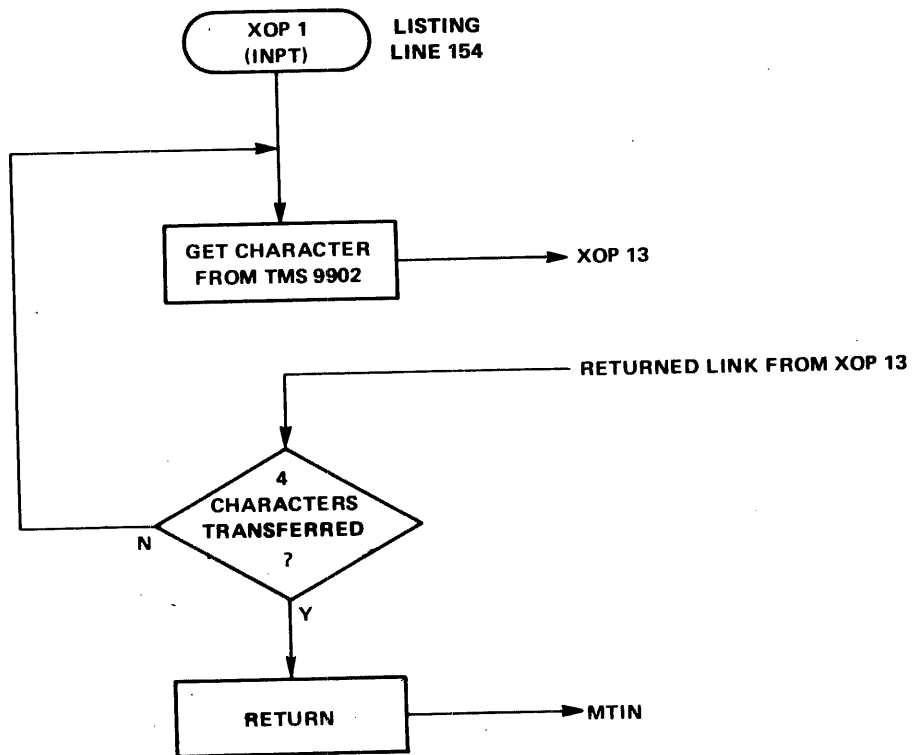 XOP 1
(INPT)
LISTING
LINE 154
GET CHARACTER
FROM TMS 9902
XOP 13
RETURNED LINK FROM XOP 13
4
CHARACTERS
TRANSFERRED
?
N
Y
RETURN
MTIN